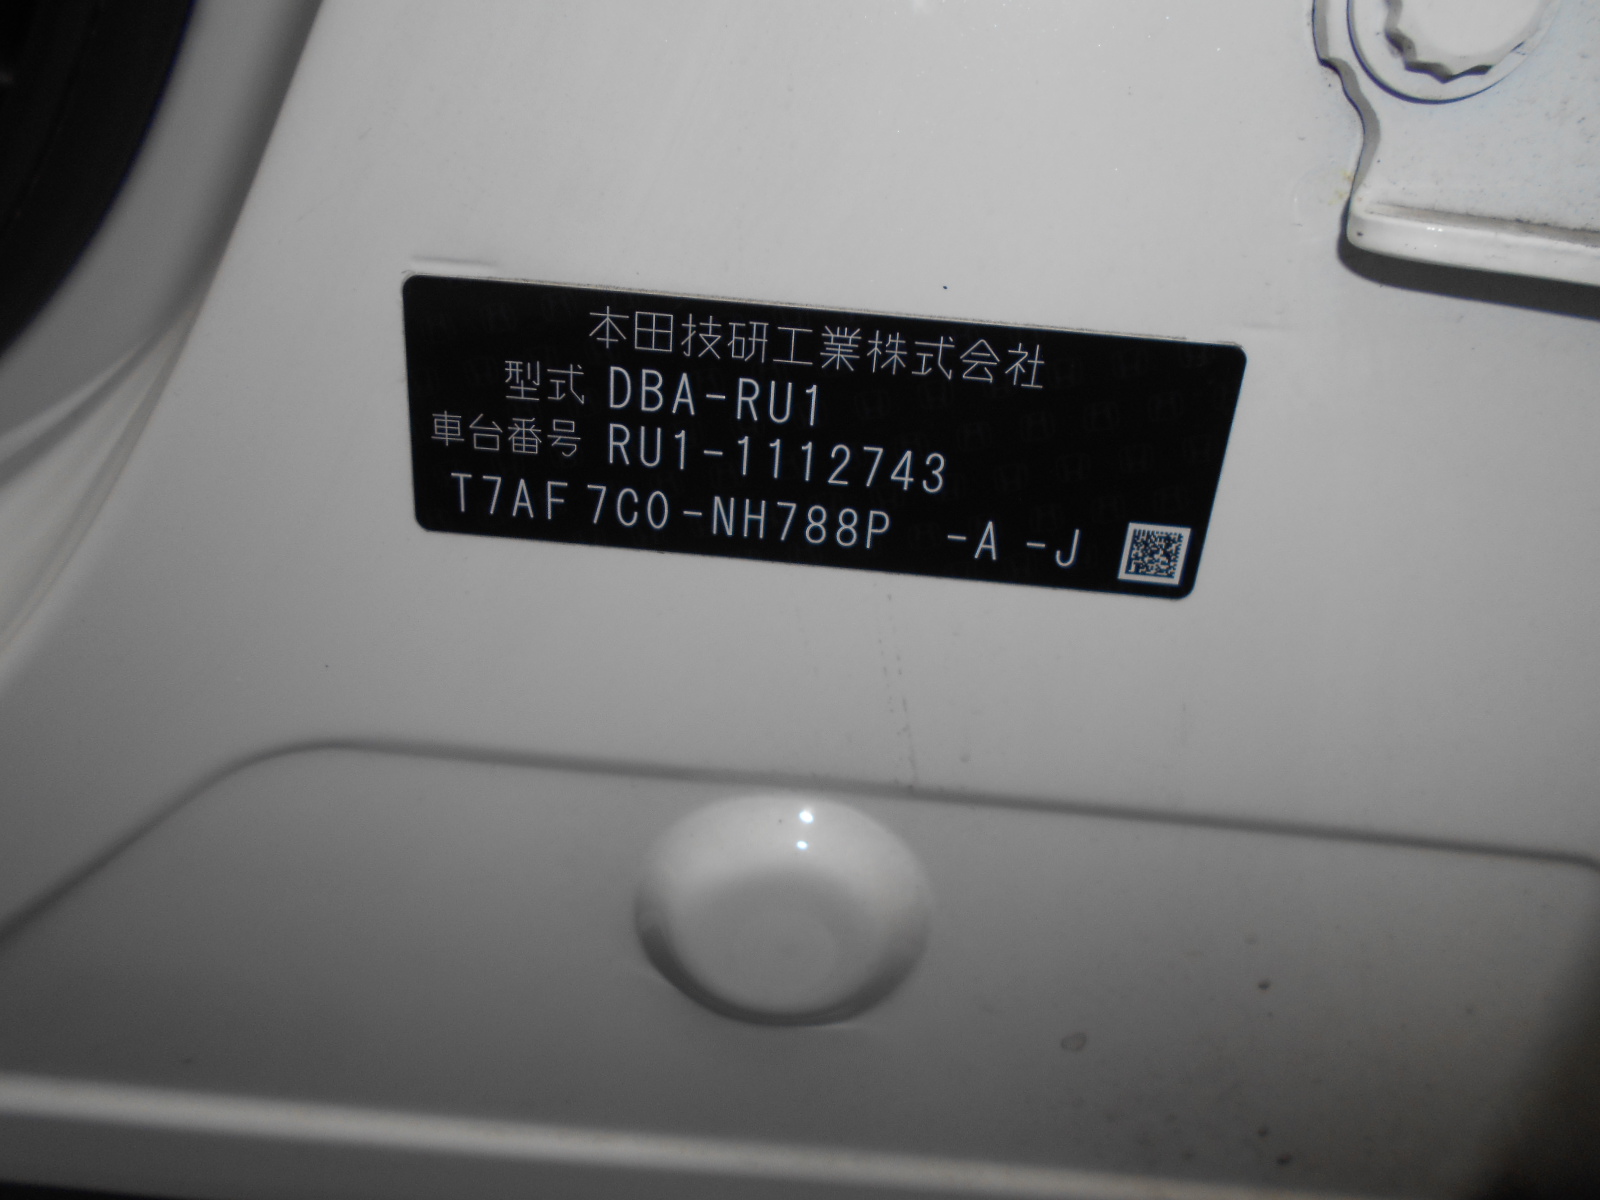 本田技研工業株式会社
型式 DBA-RU1
車台番号 RU1-1112743
T7AF 7C0-NH788P -A -J